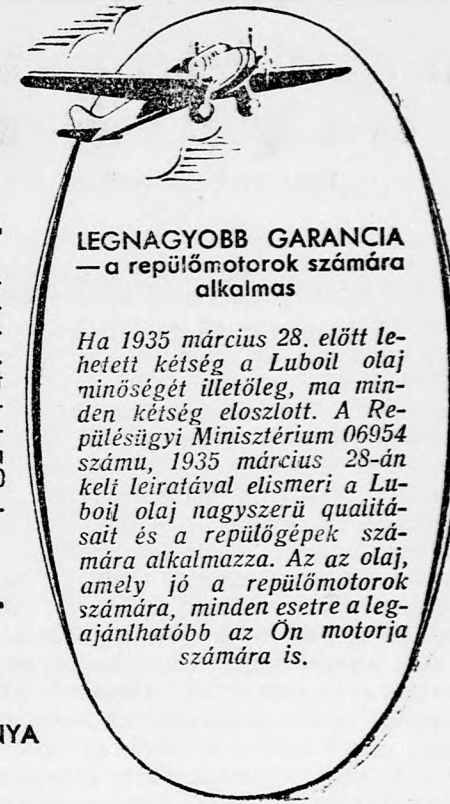 LEGNAGYOBB GARANCIA
— a repülőmotorok számára
alkalmas
Ha 1935 március 28. előtt le-
hetett kétség a Luboil olaj
minőségét illetőleg, ma min-
den kétség eloszlott. A Re-
pülésügyi Minisztérium 06954
számu, 1935 március 28-án
kelt leiratával elismeri a Lu-
boil olaj nagyszerü qualitá-
sait és a repülőgépek szá-
mára alkalmazza. Az az olaj,
amely jó a repülőmotorok
számára, minden esetre a leg-
ajánlhatóbb az Ön motorja
számára is.
NYA